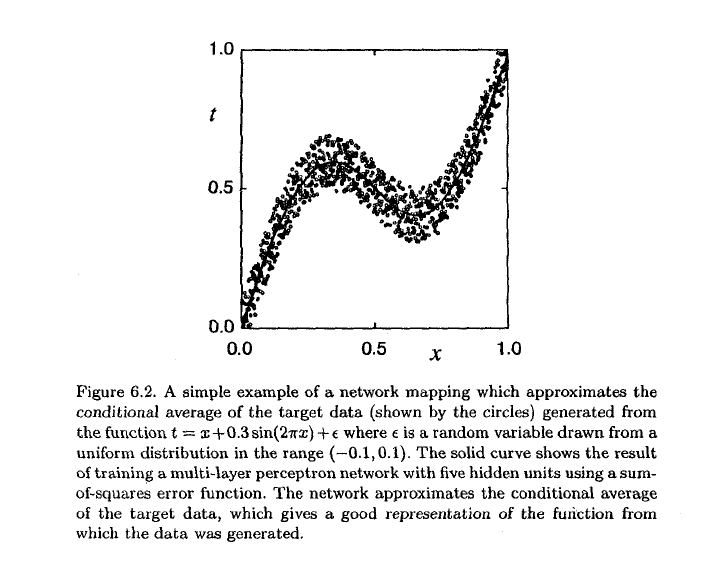 1.0
t
0.5
0.0
0.0 0.5 x 1.0
Figure 6.2. A simple example of a network mapping which approximates the
conditional average of the target data (shown by the circles) generated from
the function t = x + 0.3 sin(2πx) + ϵ where ϵ is a random variable drawn from a
uniform distribution in the range (−0.1, 0.1). The solid curve shows the result
of training a multi-layer perceptron network with five hidden units using a sum-
of-squares error function. The network approximates the conditional average
of the target data, which gives a good representation of the function from
which the data was generated.